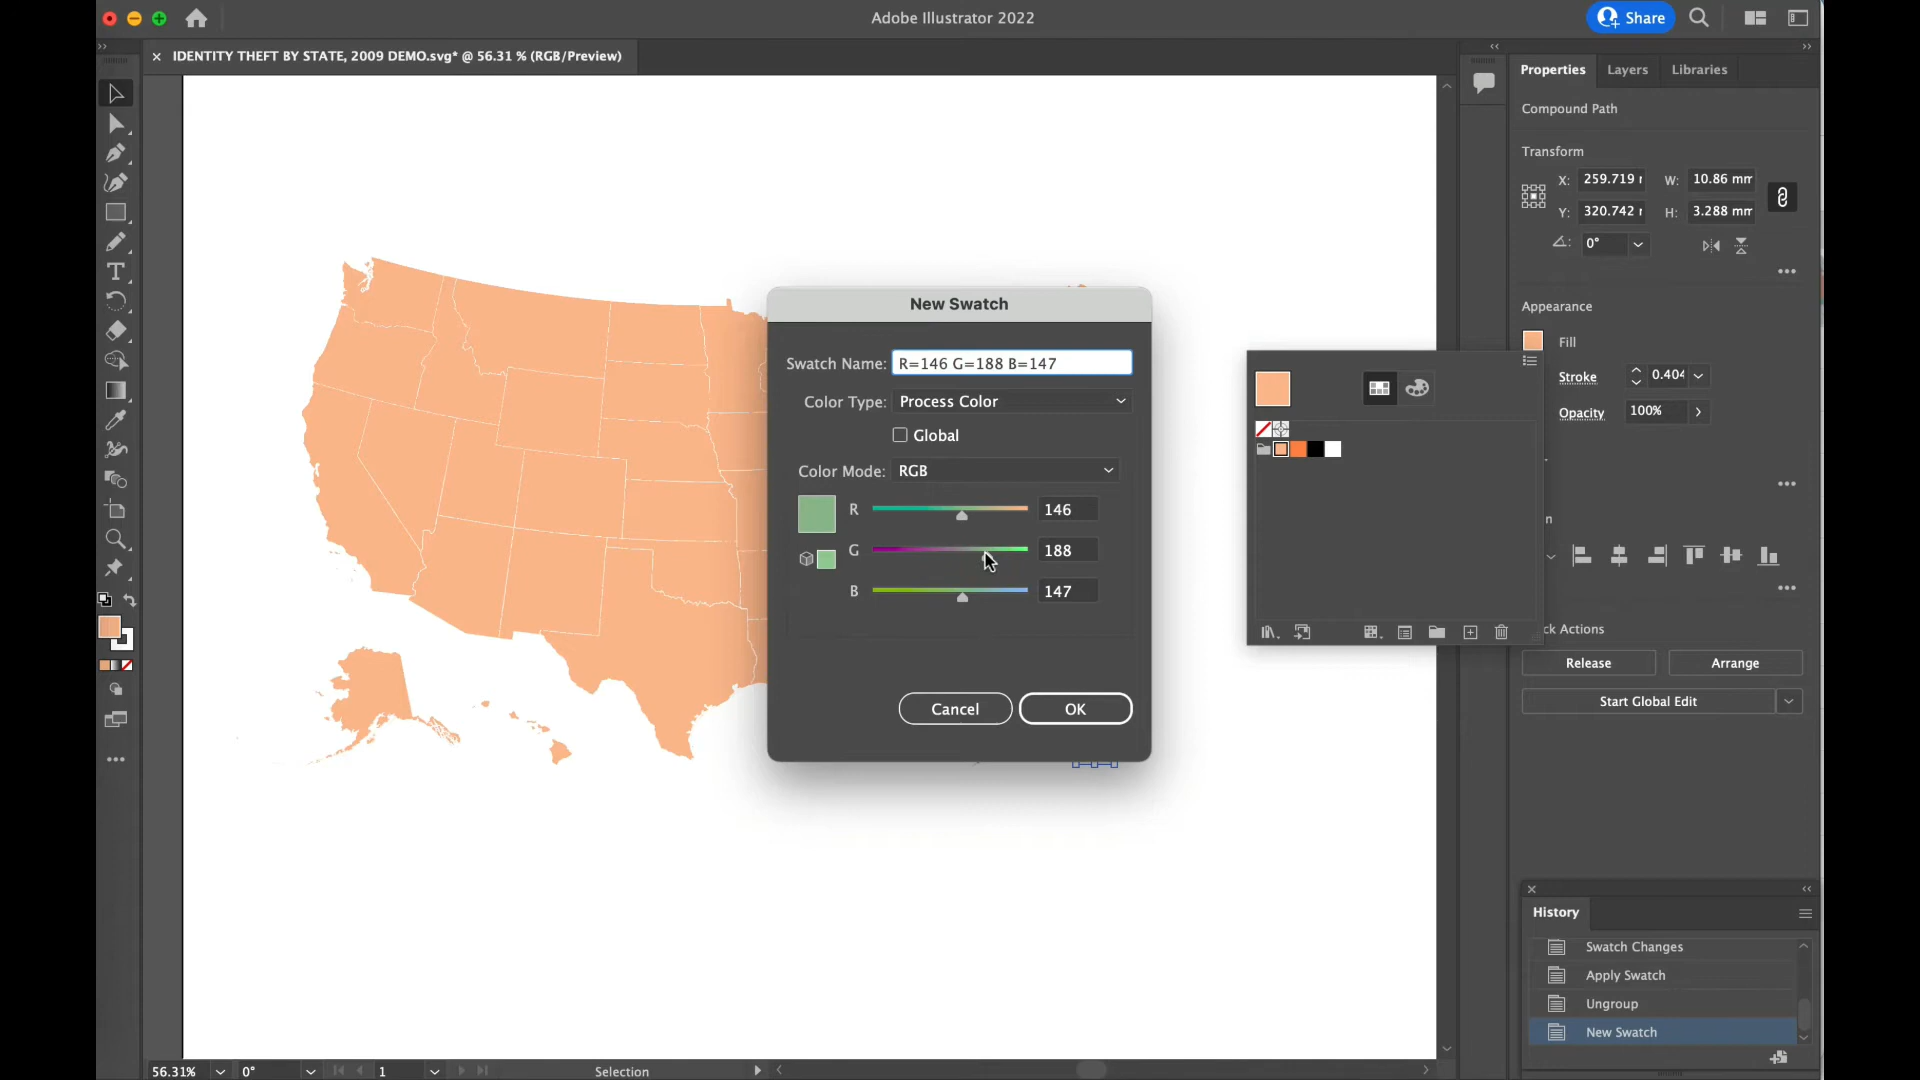 Adobe Illustrator 2022
Share
IDENTITY THEFT BY STATE, 2009 DEMO.svg* @ 56.31 % (RGB/Preview)
Properties
Layers
Libraries
Compound Path
Transform
X:
259.719
W:
10.86 mm
Y:
320.742
H:
3.288 mm
0°
Appearance
Fill
Stroke
0.404
Opacity
100%
New Swatch
Swatch Name:
R=146 G=188 B=147
Color Type:
Process Color
Global
Color Mode:
RGB
R
146
G
188
B
147
Cancel
OK
ck Actions
Release
Arrange
Start Global Edit
History
Swatch Changes
Apply Swatch
Ungroup
New Swatch
56.31%
0°
1
Selection